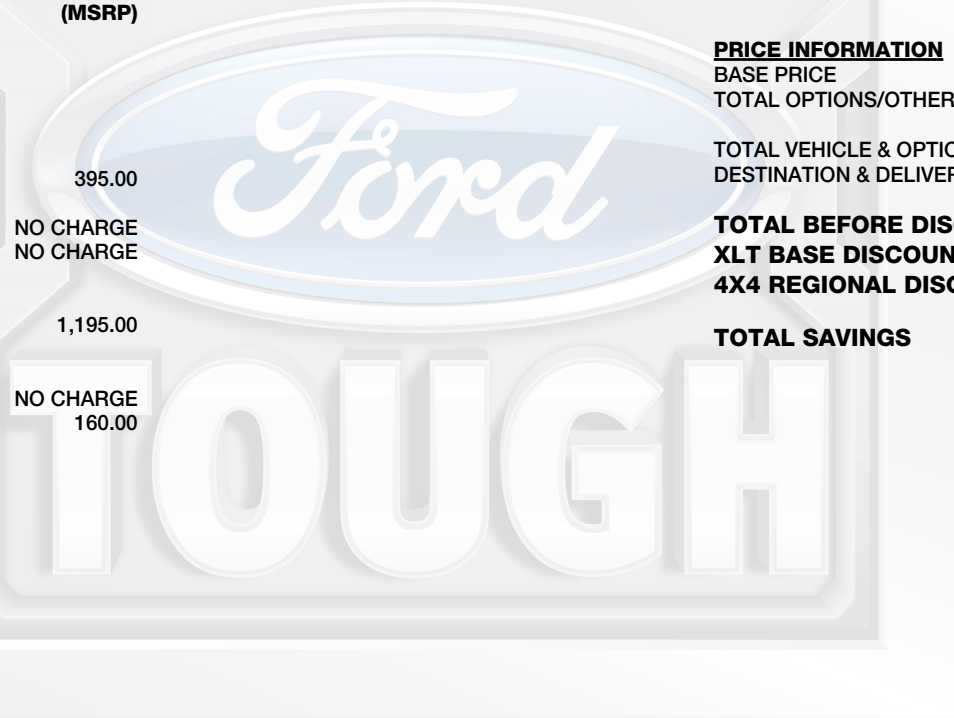 (MSRP)
395.00
NO CHARGE
NO CHARGE
1,195.00
NO CHARGE
160.00
PRICE INFORMATION
BASE PRICE
TOTAL OPTIONS/OTHER
TOTAL VEHICLE & OPTIO
DESTINATION & DELIVER
TOTAL BEFORE DISC
XLT BASE DISCOUN
4X4 REGIONAL DISC
TOTAL SAVINGS
Ford
TOUGH